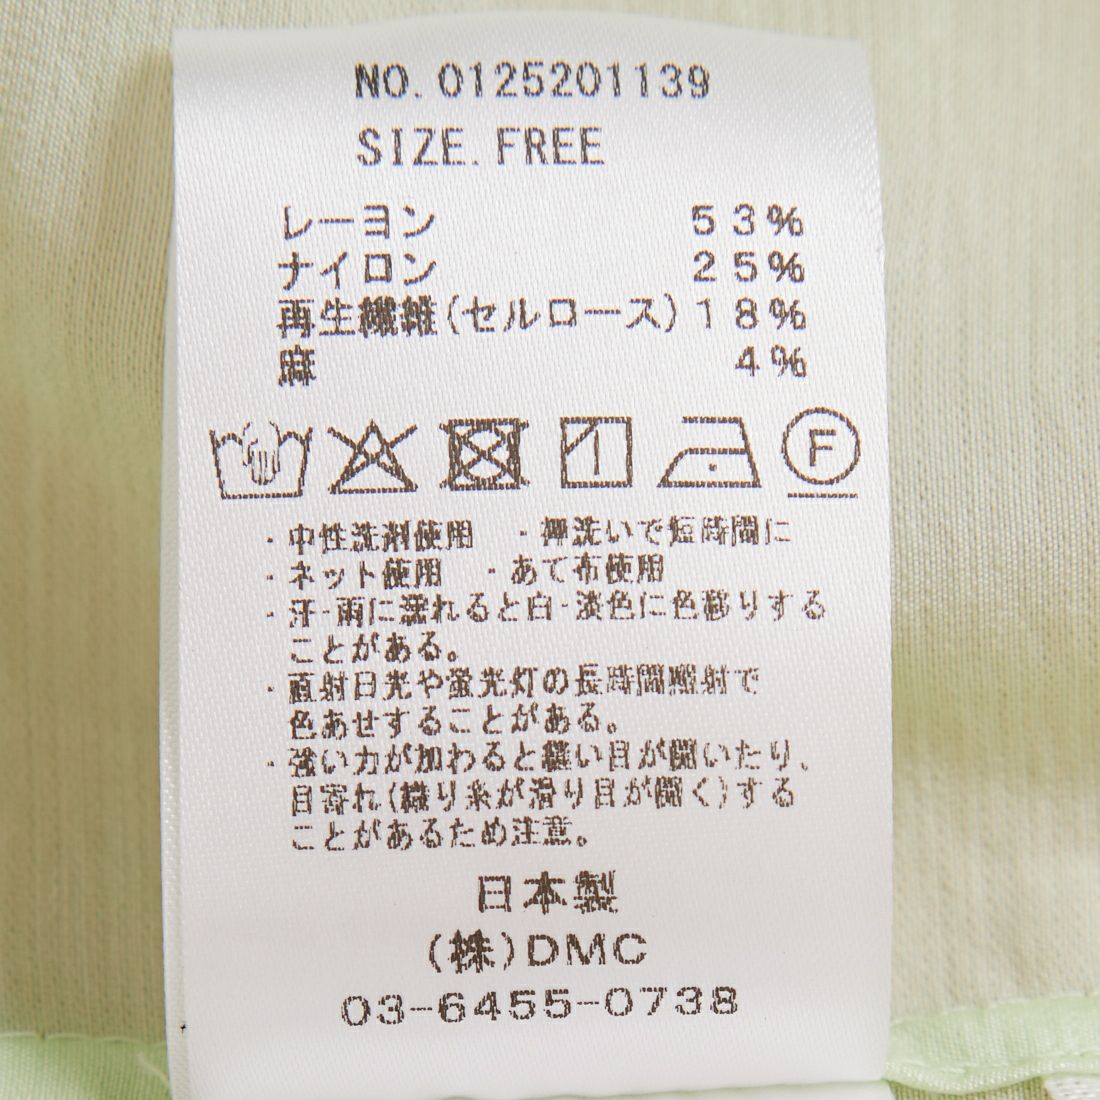 NO. 0125201139
SIZE. FREE
レーヨン 53%
ナイロン 25%
再生繊維(セルロース) 18%
麻 4%
F
・中性洗剤使用 ・押洗いで短時間に
・ネット使用 ・あて布使用
・汗・雨に濡れると白・淡色に色移りする
ことがある。
・直射日光や蛍光灯の長時間照射で
色あせすることがある。
・強い力が加わると縫い目が開いたり、
目寄れ(織り糸が滑り目が開く)する
ことがあるため注意。
日本製
(株)DMC
03-6455-0738